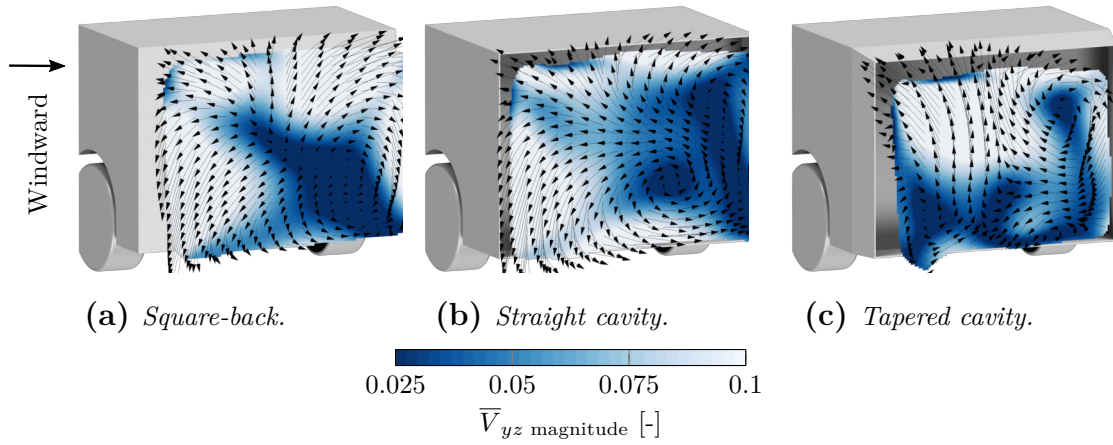 Windward
(a) Square-back.
(b) Straight cavity.
(c) Tapered cavity.
0.025 0.05 0.075 0.1
V̅yz magnitude [-]